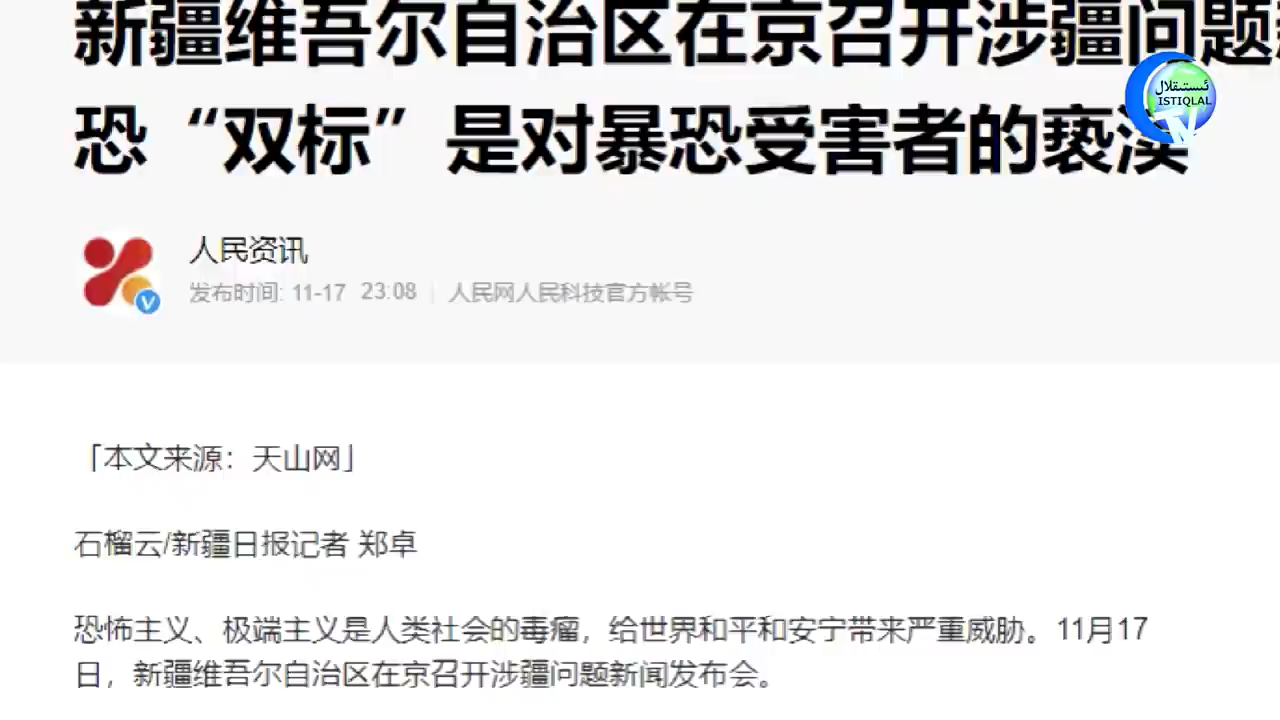 新疆维吾尔自治区在京召开涉疆问题
恐“双标”是对暴恐受害者的亵渎
ئىستىقلال
ISTIQLAL
TV
人民资讯
发布时间: 11-17 23:08 | 人民网人民科技官方帐号
「本文来源：天山网」
石榴云/新疆日报记者 郑卓
恐怖主义、极端主义是人类社会的毒瘤，给世界和平和安宁带来严重威胁。11月17
日，新疆维吾尔自治区在京召开涉疆问题新闻发布会。